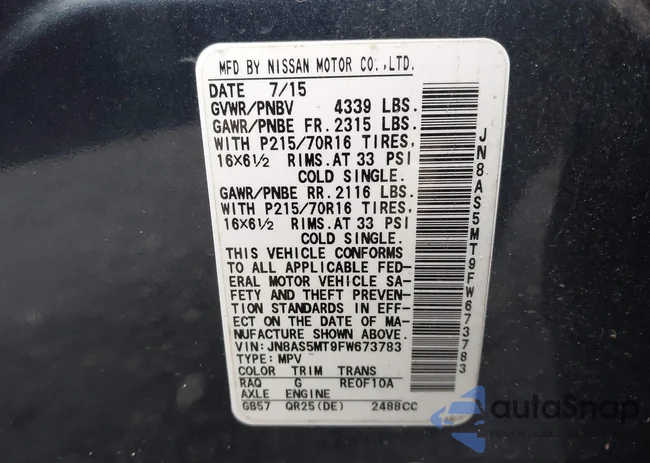 MFD BY NISSAN MOTOR CO.,LTD.
DATE 7/15
GVWR/PNBV 4339 LBS.
GAWR/PNBE FR. 2315 LBS.
WITH P215/70R16 TIRES,
16×6½ RIMS.AT 33 PSI
COLD SINGLE.
GAWR/PNBE RR. 2116 LBS.
WITH P215/70R16 TIRES,
16×6½ RIMS.AT 33 PSI
COLD SINGLE.
THIS VEHICLE CONFORMS
TO ALL APPLICABLE FED-
ERAL MOTOR VEHICLE SA-
FETY AND THEFT PREVEN-
TION STANDARDS IN EFF-
ECT ON THE DATE OF MA-
NUFACTURE SHOWN ABOVE.
VIN:JN8AS5MT9FW673783
TYPE:MPV
COLOR TRIM TRANS
RAQ G RE0F10A
AXLE ENGINE
GB57 QR25(DE) 2488CC
JN8AS5MT9FW673783
autoSnap